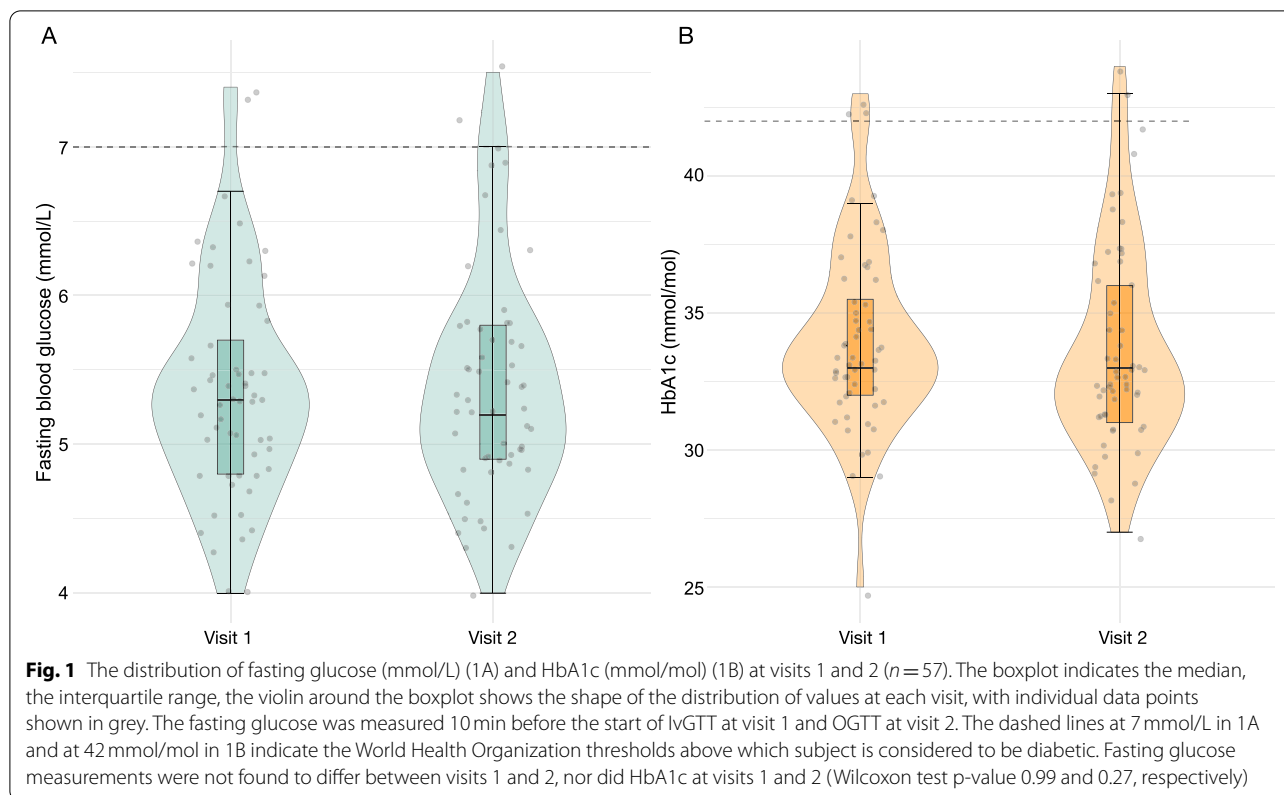 A
B
Fasting blood glucose (mmol/L)
7
6
5
4
Visit 1
Visit 2
HbA1c (mmol/mol)
40
35
30
25
Visit 1
Visit 2
Fig. 1 The distribution of fasting glucose (mmol/L) (1A) and HbA1c (mmol/mol) (1B) at visits 1 and 2 (n = 57). The boxplot indicates the median,
the interquartile range, the violin around the boxplot shows the shape of the distribution of values at each visit, with individual data points
shown in grey. The fasting glucose was measured 10 min before the start of IvGTT at visit 1 and OGTT at visit 2. The dashed lines at 7 mmol/L in 1A
and at 42 mmol/mol in 1B indicate the World Health Organization thresholds above which subject is considered to be diabetic. Fasting glucose
measurements were not found to differ between visits 1 and 2, nor did HbA1c at visits 1 and 2 (Wilcoxon test p-value 0.99 and 0.27, respectively)